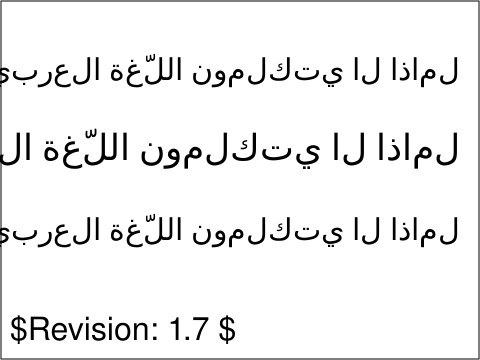 لماذا لا يتكلمون اللّغة العربي
لماذا لا يتكلمون اللّغة ال
لماذا لا يتكلمون اللّغة العربي
$Revision: 1.7 $